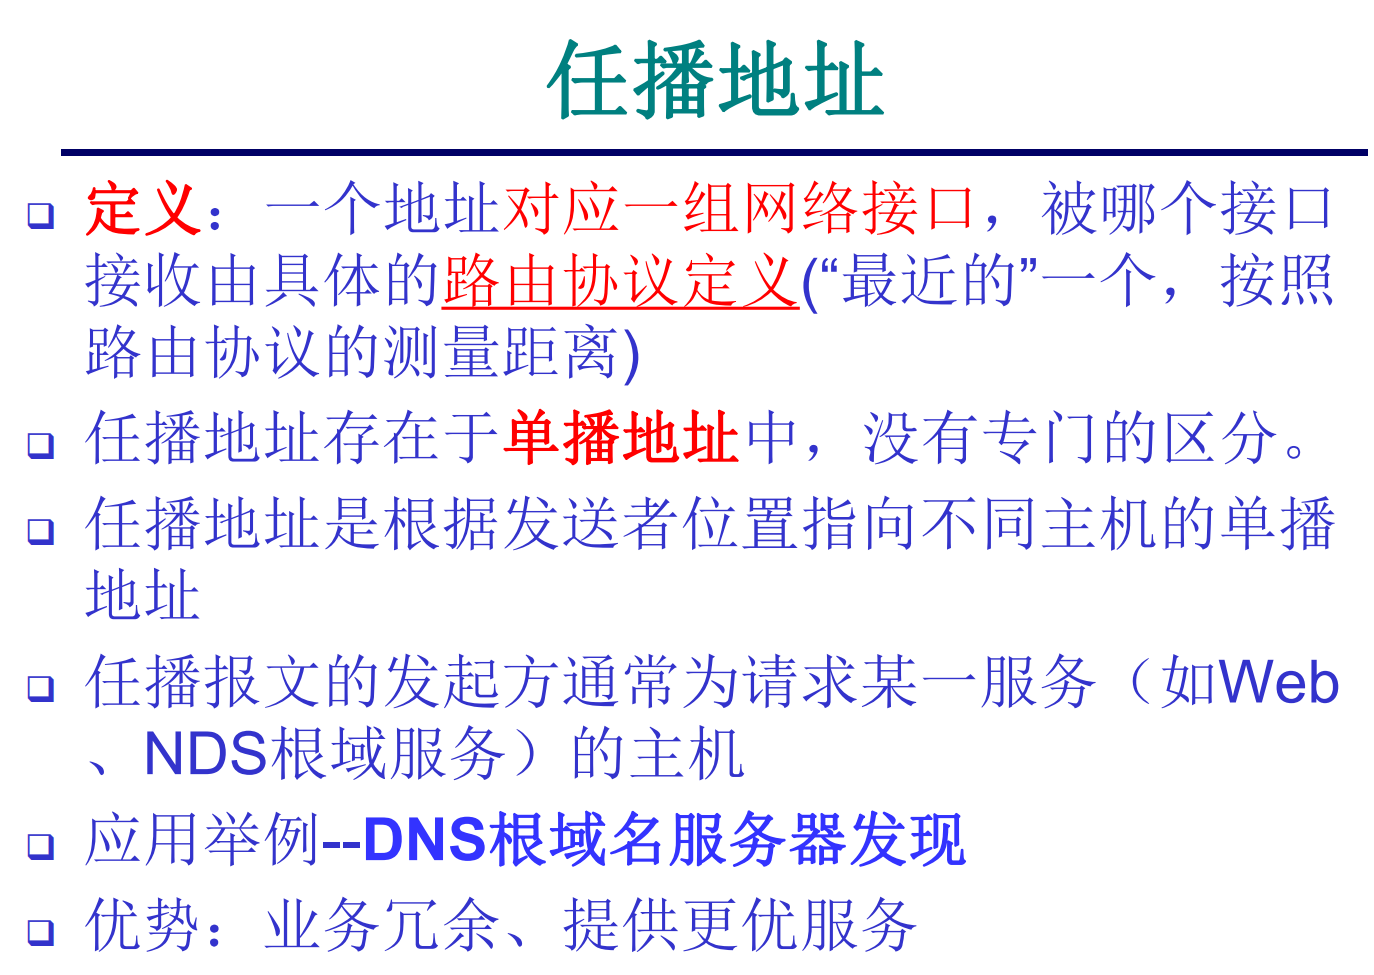 任播地址
定义：一个地址对应一组网络接口，被哪个接口
接收由具体的路由协议定义(“最近的”一个，按照
路由协议的测量距离)
任播地址存在于单播地址中，没有专门的区分。
任播地址是根据发送者位置指向不同主机的单播
地址
任播报文的发起方通常为请求某一服务（如Web
、NDS根域服务）的主机
应用举例--DNS根域名服务器发现
优势：业务冗余、提供更优服务